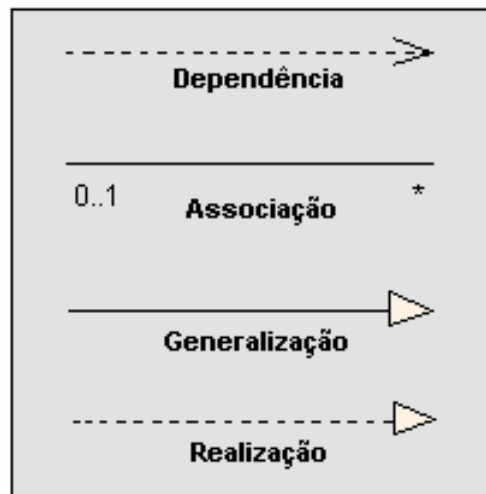 Dependência
0..1 Associação *
Generalização
Realização